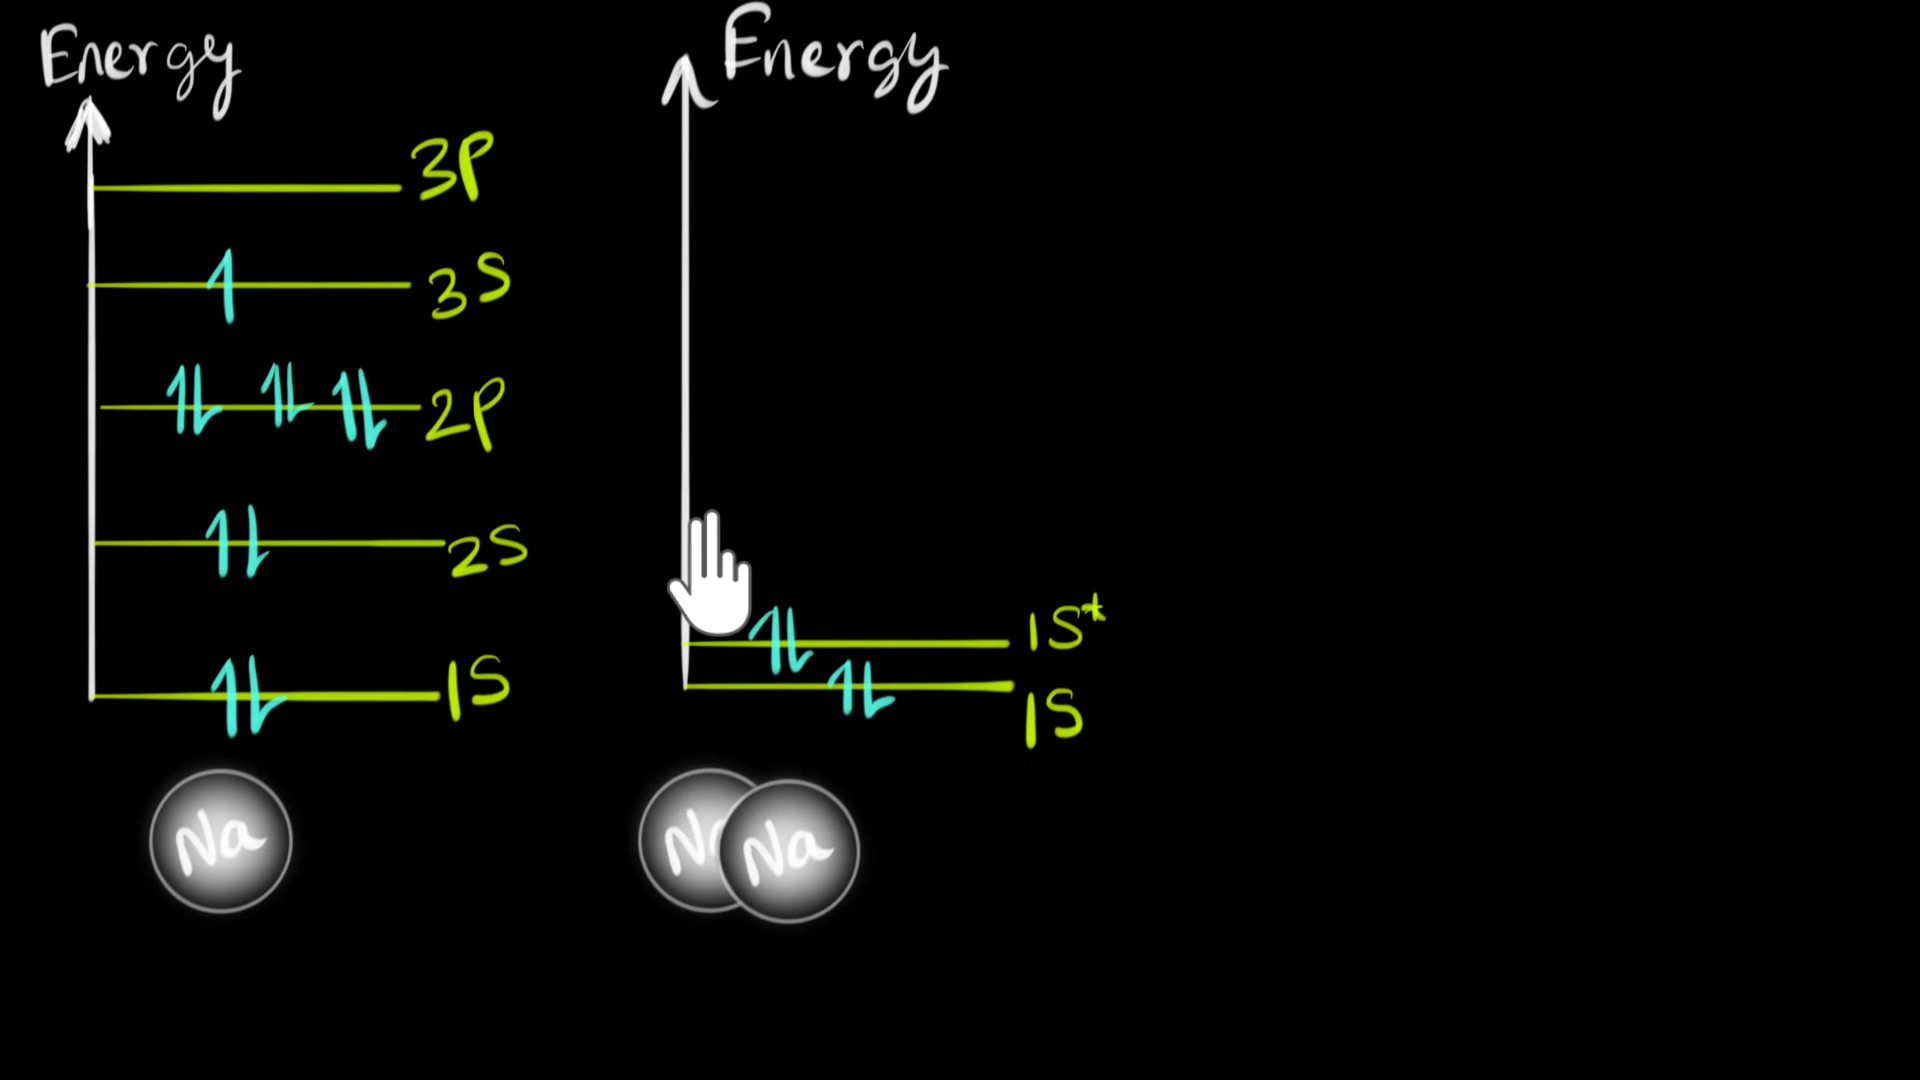 Energy
3P
3S
2P
2S
1S
Na
Energy
1S*
1S
Na